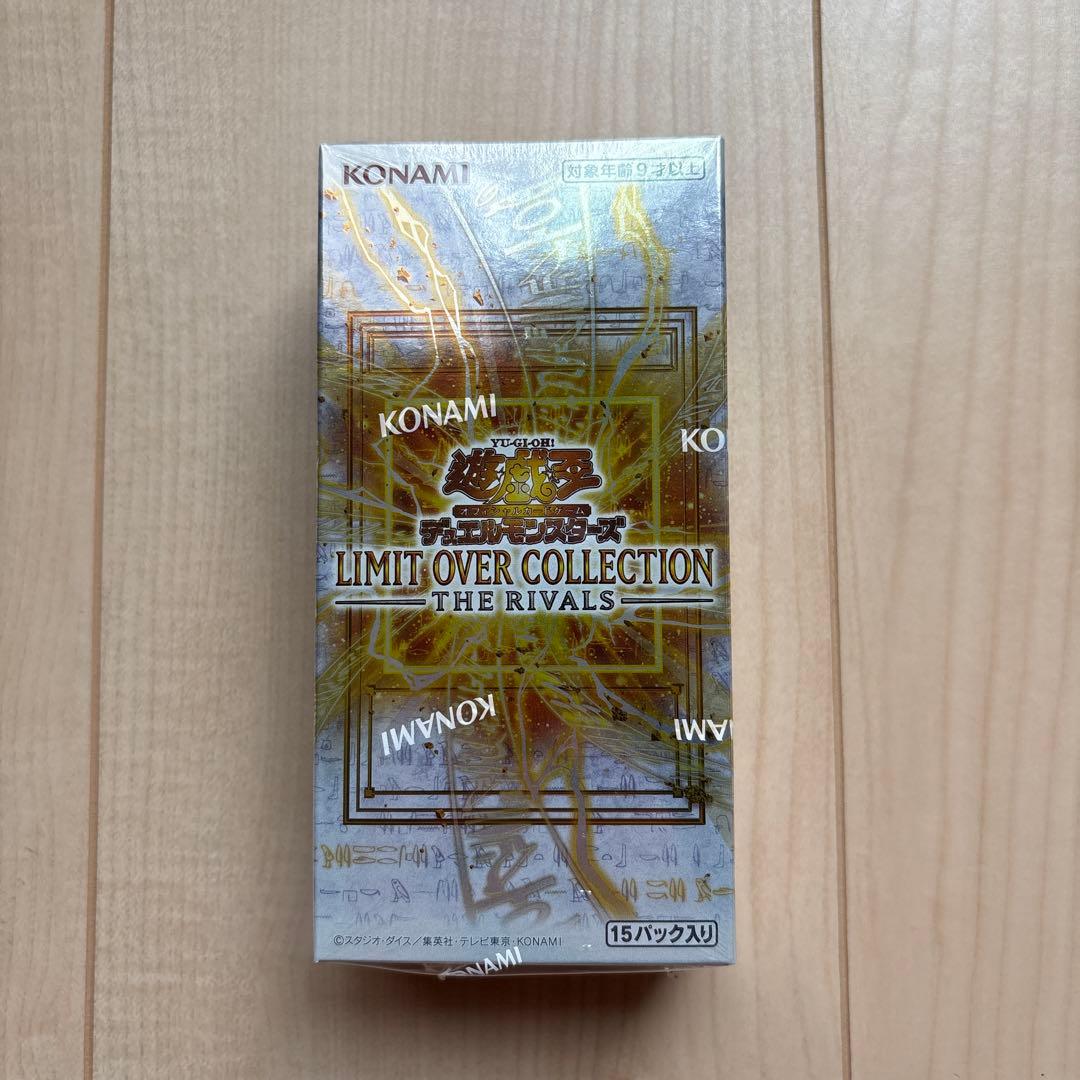 KONAMI
対象年齢9才以上
KONAMI
KO
YU-GI-OH!
遊戯王
オフィシャルカードゲーム
デュエルモンスターズ
LIMIT OVER COLLECTION
THE RIVALS
KONAMI
NAMI
©スタジオ・ダイス／集英社・テレビ東京・KONAMI
15パック入り
KONAMI